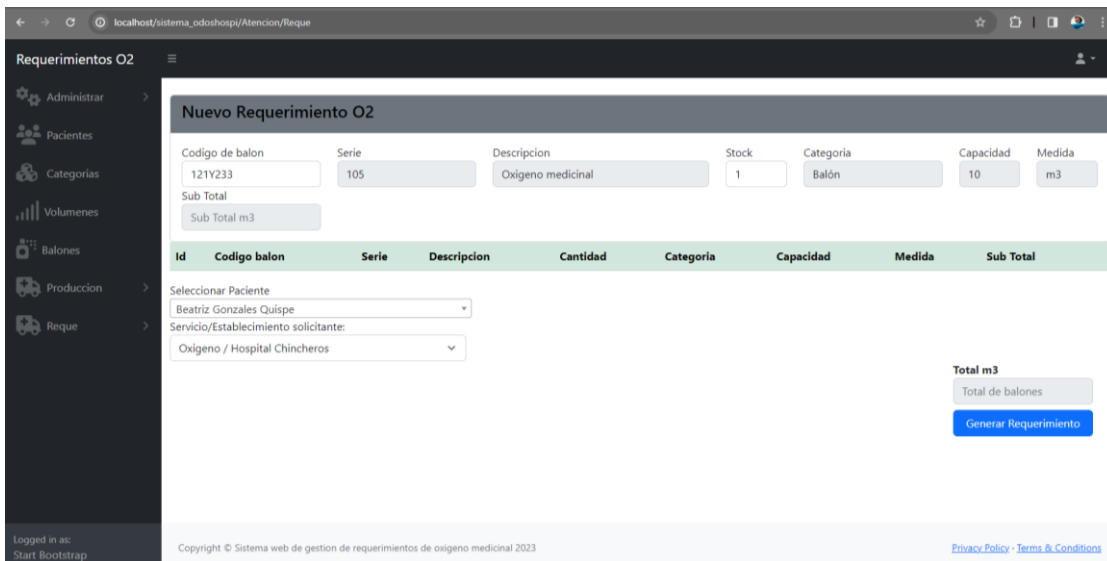 localhost/sistema_odoshospi/Atencion/Reque
Requerimientos O2
Administrar
Pacientes
Categorias
Volumenes
Balones
Produccion
Reque
Logged in as:
Start Bootstrap
Nuevo Requerimiento O2
Codigo de balon Serie Descripcion Stock Categoria Capacidad Medida
121Y233 105 Oxigeno medicinal 1 Balón 10 m3
Sub Total
Sub Total m3
Id Codigo balon Serie Descripcion Cantidad Categoria Capacidad Medida Sub Total
Seleccionar Paciente
Beatriz Gonzales Quispe
Servicio/Establecimiento solicitante:
Oxigeno / Hospital Chincheros
Total m3
Total de balones
Generar Requerimiento
Copyright © Sistema web de gestion de requerimientos de oxigeno medicinal 2023
Privacy Policy · Terms & Conditions